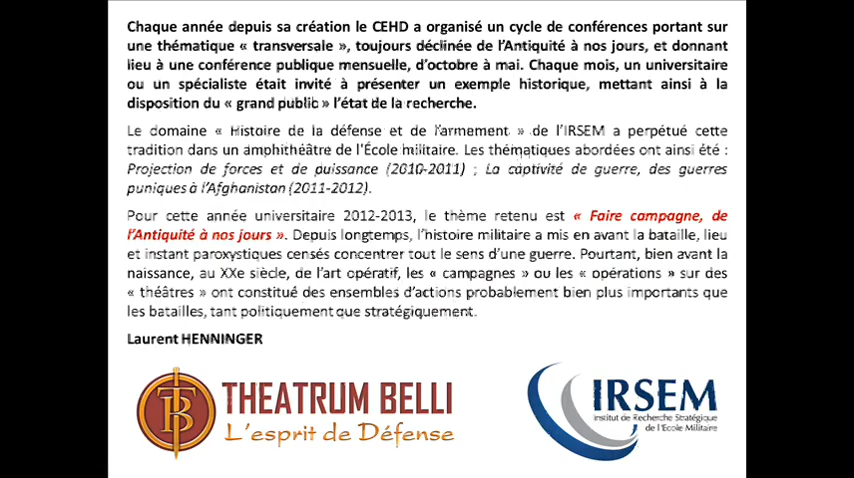 Chaque année depuis sa création le CEHD a organisé un cycle de conférences portant sur
une thématique « transversale », toujours déclinée de l'Antiquité à nos jours, et donnant
lieu à une conférence publique mensuelle, d'octobre à mai. Chaque mois, un universitaire
ou un spécialiste était invité à présenter un exemple historique, mettant ainsi à la
disposition du « grand public » l'état de la recherche.
Le domaine « Histoire de la défense et de l'armement » de l'IRSEM a perpétué cette
tradition dans un amphithéâtre de l'École militaire. Les thématiques abordées ont ainsi été :
Projection de forces et de puissance (2010-2011) ; La captivité de guerre, des guerres
puniques à l'Afghanistan (2011-2012).
Pour cette année universitaire 2012-2013, le thème retenu est « Faire campagne, de
l'Antiquité à nos jours ». Depuis longtemps, l'histoire militaire a mis en avant la bataille, lieu
et instant paroxystiques censés concentrer tout le sens d'une guerre. Pourtant, bien avant la
naissance, au XXe siècle, de l'art opératif, les « campagnes » ou les « opérations » sur des
« théâtres » ont constitué des ensembles d'actions probablement bien plus importants que
les batailles, tant politiquement que stratégiquement.
Laurent HENNINGER
TB
THEATRUM BELLI
L'esprit de Défense
IRSEM
Institut de Recherche Stratégique
de l'Ecole Militaire